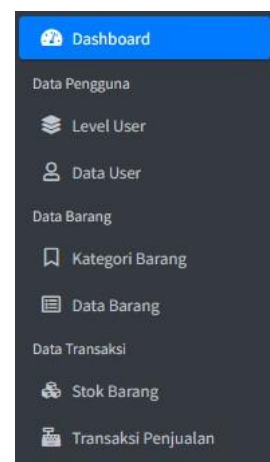 Dashboard
Data Pengguna
Level User
Data User
Data Barang
Kategori Barang
Data Barang
Data Transaksi
Stok Barang
Transaksi Penjualan